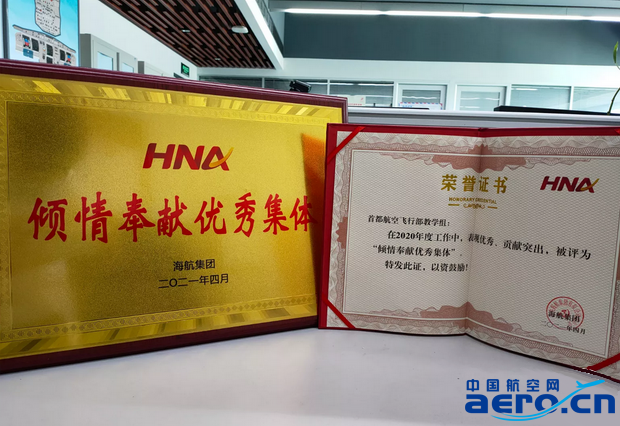 HNA
倾情奉献优秀集体
海航集团
二〇二一年四月
荣誉证书
HNA
HONORARY CREDENTIAL
首都航空飞行部教学组：
在2020年度工作中，表现优秀、贡献突出，被评为
“倾情奉献优秀集体”。
特发此证，以资鼓励！
海航集团
年四月
中国航空网
aero.cn